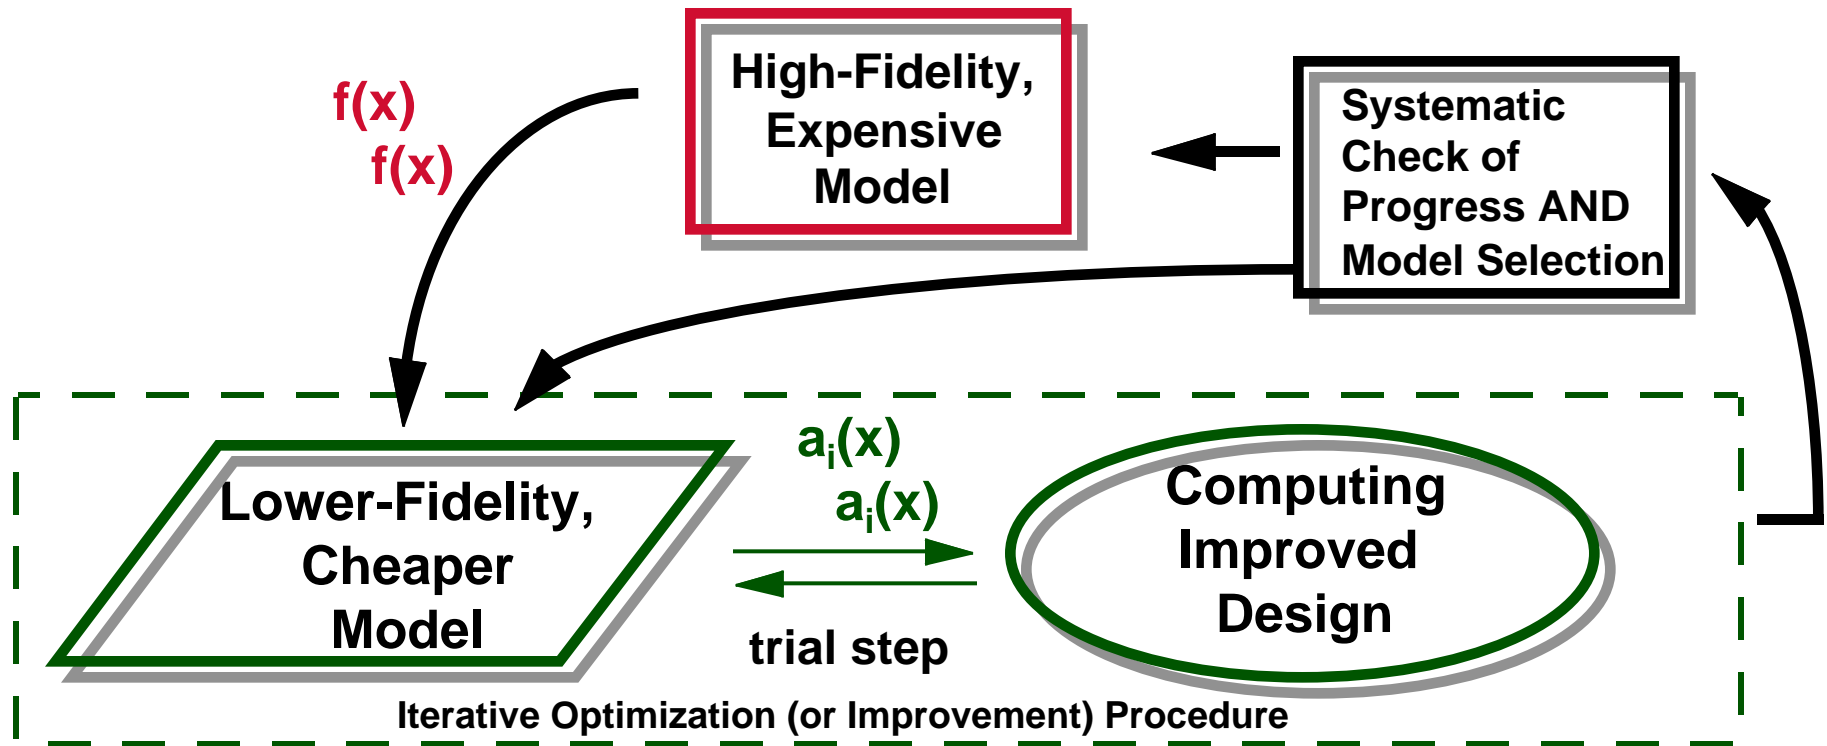 High-Fidelity,
Expensive
Model
Systematic
Check of
Progress AND
Model Selection
f(x)
f(x)
Lower-Fidelity,
Cheaper
Model
aᵢ(x)
aᵢ(x)
trial step
Computing
Improved
Design
Iterative Optimization (or Improvement) Procedure